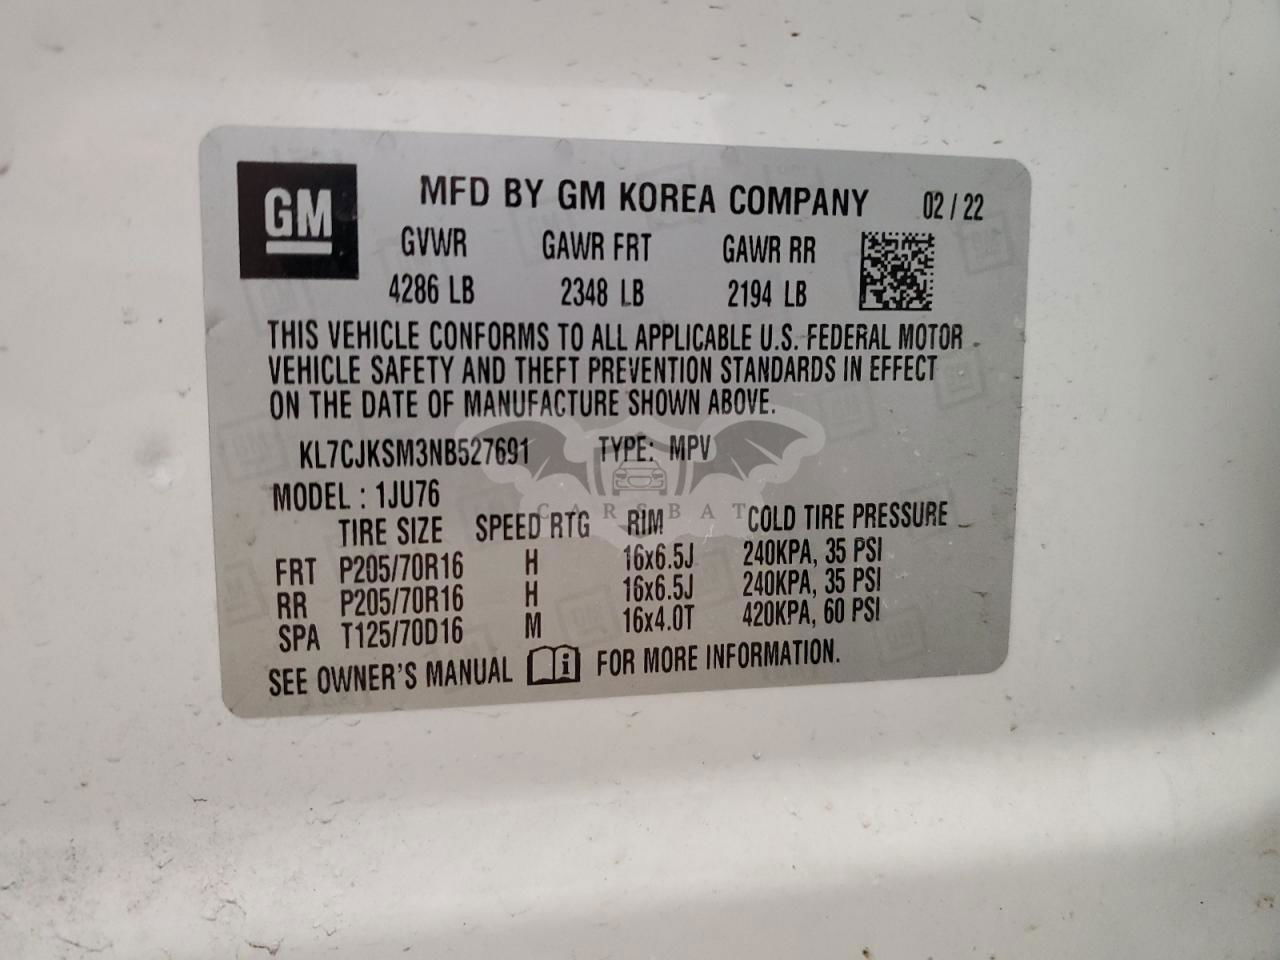 GM MFD BY GM KOREA COMPANY 02 / 22
GVWR GAWR FRT GAWR RR
4286 LB 2348 LB 2194 LB
THIS VEHICLE CONFORMS TO ALL APPLICABLE U.S. FEDERAL MOTOR
VEHICLE SAFETY AND THEFT PREVENTION STANDARDS IN EFFECT
ON THE DATE OF MANUFACTURE SHOWN ABOVE.
KL7CJKSM3NB527691 TYPE: MPV
MODEL : 1JU76
CARSBAT
TIRE SIZE SPEED RTG RIM COLD TIRE PRESSURE
FRT P205/70R16 H 16x6.5J 240KPA, 35 PSI
RR P205/70R16 H 16x6.5J 240KPA, 35 PSI
SPA T125/70D16 M 16x4.0T 420KPA, 60 PSI
SEE OWNER'S MANUAL i FOR MORE INFORMATION.